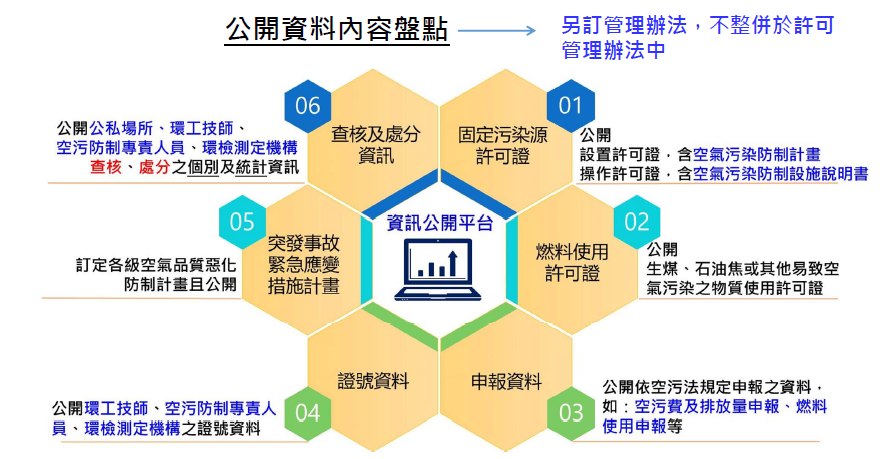 公開資料內容盤點
另訂管理辦法，不整併於許可
管理辦法中
01
固定污染源
許可證
公開
設置許可證，含空氣污染防制計畫
操作許可證，含空氣污染防制設施說明書
02
燃料使用
許可證
公開
生煤、石油焦或其他易致空
氣污染之物質使用許可證
03
申報資料
公開依空污法規定申報之資料，
如：空污費及排放量申報、燃料
使用申報等
04
證號資料
公開環工技師、空污防制專責人
員、環檢測定機構之證號資料
05
突發事故
緊急應變
措施計畫
訂定各級空氣品質惡化
防制計畫且公開
06
查核及處分
資訊
公開公私場所、環工技師、
空污防制專責人員、環檢測定機構
查核、處分之個別及統計資訊
資訊公開平台